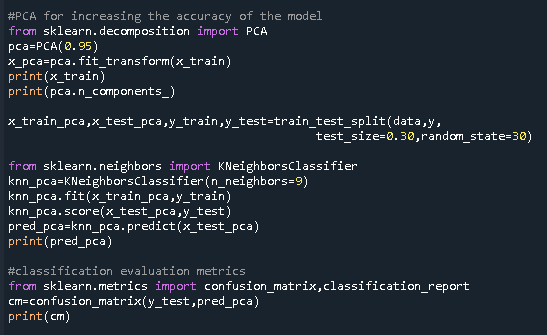 #PCA for increasing the accuracy of the model
from sklearn.decomposition import PCA
pca=PCA(0.95)
x_pca=pca.fit_transform(x_train)
print(x_train)
print(pca.n_components_)
x_train_pca,x_test_pca,y_train,y_test=train_test_split(data,y,
test_size=0.30,random_state=30)
from sklearn.neighbors import KNeighborsClassifier
knn_pca=KNeighborsClassifier(n_neighbors=9)
knn_pca.fit(x_train_pca,y_train)
knn_pca.score(x_test_pca,y_test)
pred_pca=knn_pca.predict(x_test_pca)
print(pred_pca)
#classification evaluation metrics
from sklearn.metrics import confusion_matrix,classification_report
cm=confusion_matrix(y_test,pred_pca)
print(cm)